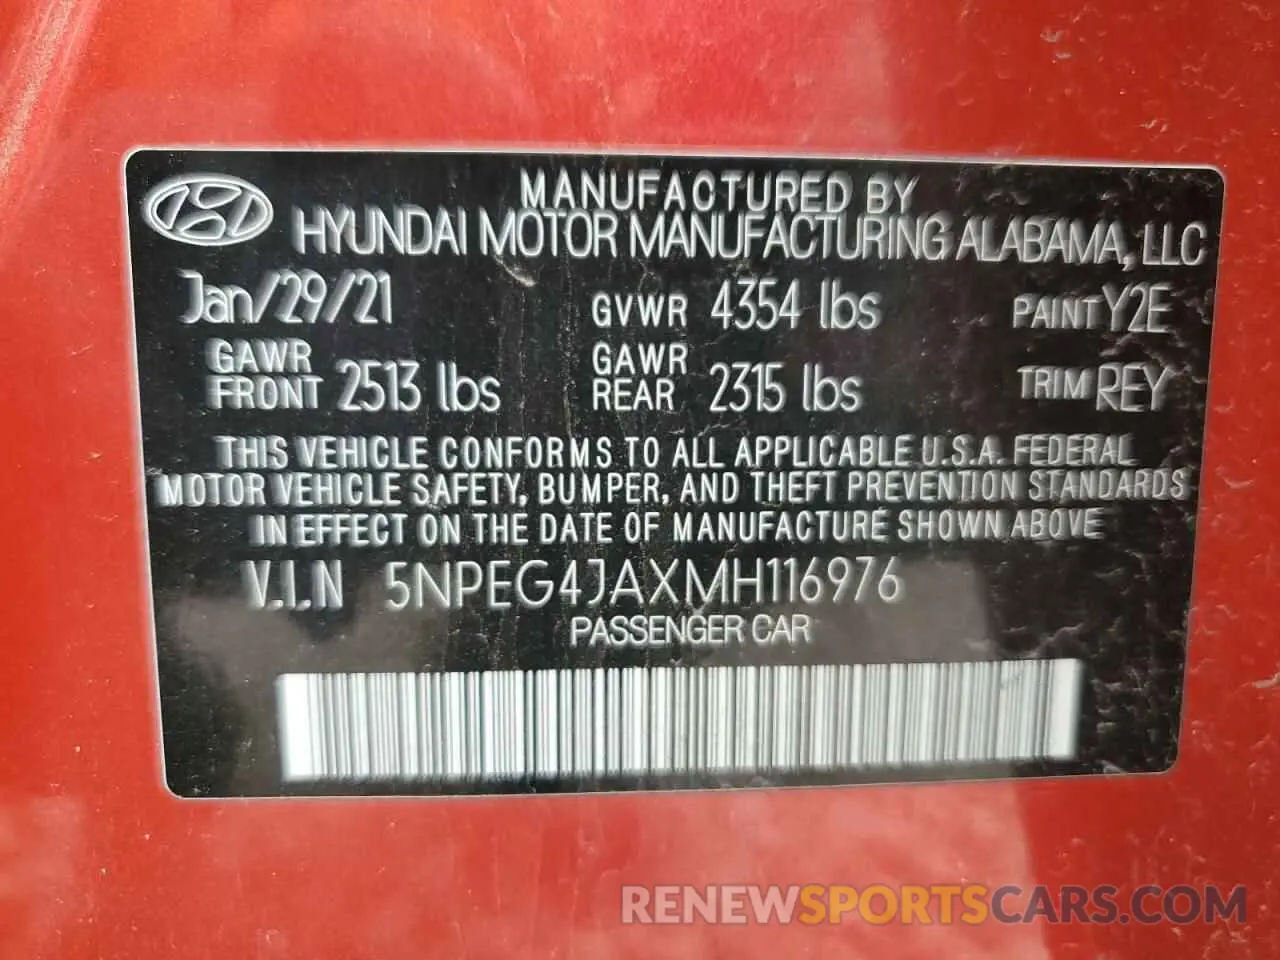 MANUFACTURED BY
HYUNDAI MOTOR MANUFACTURING ALABAMA, LLC
Jan/29/21 GVWR 4354 lbs PAINT Y2E
GAWR FRONT 2513 lbs GAWR REAR 2315 lbs TRIM REY
THIS VEHICLE CONFORMS TO ALL APPLICABLE U.S.A. FEDERAL
MOTOR VEHICLE SAFETY, BUMPER, AND THEFT PREVENTION STANDARDS
IN EFFECT ON THE DATE OF MANUFACTURE SHOWN ABOVE
V.I.N 5NPEG4JAXMH116976
PASSENGER CAR
RENEWSPORTSCARS.COM